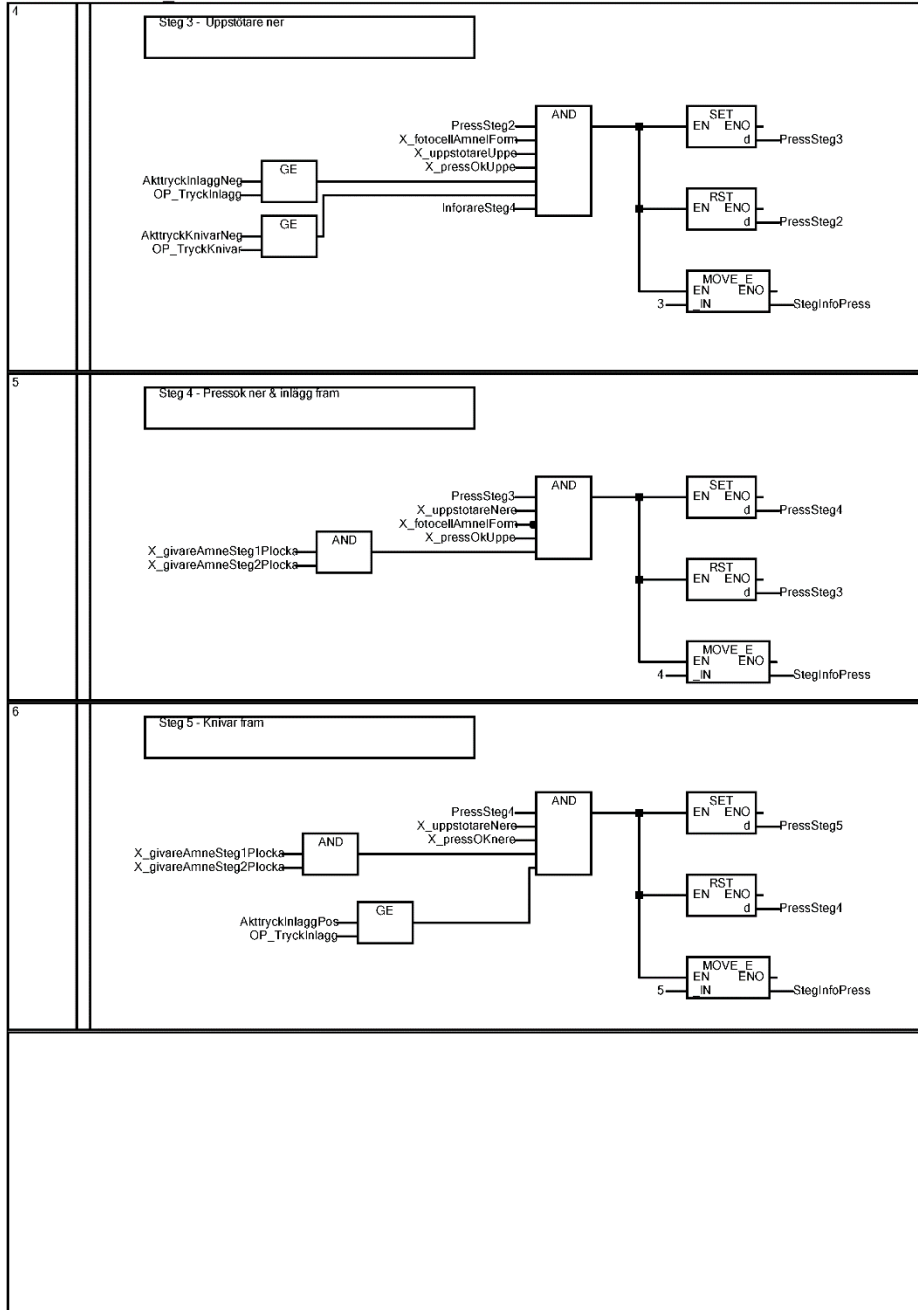 4
Steg 3 - Uppstötare ner
AND
PressSteg2
X_fotocellAmneIForm
X_uppstotareUppe
X_pressOkUppe
GE
AkttryckInlaggNeg
OP_TryckInlagg
InforareSteg4
GE
AkttryckKnivarNeg
OP_TryckKnivar
SET
EN ENO
d
PressSteg3
RST
EN ENO
d
PressSteg2
MOVE_E
EN ENO
3
_IN
StegInfoPress
5
Steg 4 - Pressok ner & inlägg fram
AND
PressSteg3
X_uppstotareNere
X_fotocellAmneIForm
X_pressOkUppe
AND
X_givareAmneSteg1Plocka
X_givareAmneSteg2Plocka
SET
EN ENO
d
PressSteg4
RST
EN ENO
d
PressSteg3
MOVE_E
EN ENO
4
_IN
StegInfoPress
6
Steg 5 - Knivar fram
AND
PressSteg4
X_uppstotareNere
X_pressOKnere
AND
X_givareAmneSteg1Plocka
X_givareAmneSteg2Plocka
GE
AkttryckInlaggPos
OP_TryckInlagg
SET
EN ENO
d
PressSteg5
RST
EN ENO
d
PressSteg4
MOVE_E
EN ENO
5
_IN
StegInfoPress